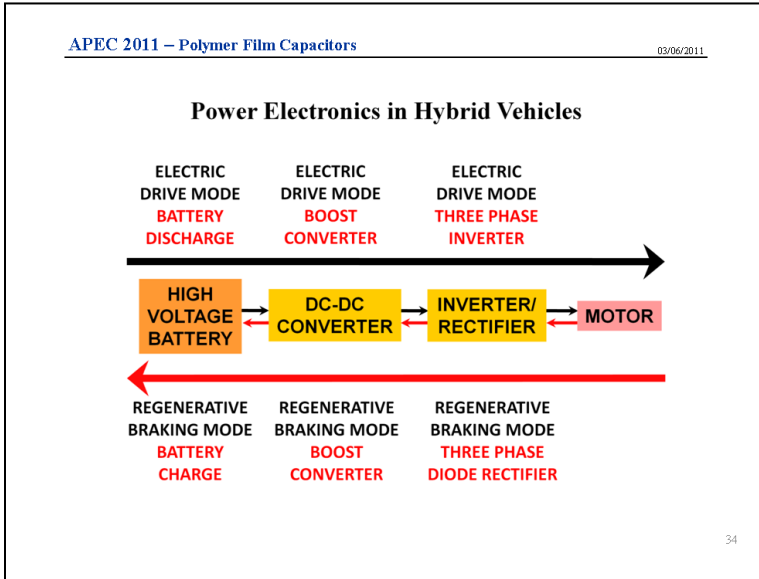 APEC 2011 – Polymer Film Capacitors
03/06/2011
Power Electronics in Hybrid Vehicles
ELECTRIC
DRIVE MODE
BATTERY
DISCHARGE
ELECTRIC
DRIVE MODE
BOOST
CONVERTER
ELECTRIC
DRIVE MODE
THREE PHASE
INVERTER
HIGH
VOLTAGE
BATTERY
DC-DC
CONVERTER
INVERTER/
RECTIFIER
MOTOR
REGENERATIVE
BRAKING MODE
BATTERY
CHARGE
REGENERATIVE
BRAKING MODE
BOOST
CONVERTER
REGENERATIVE
BRAKING MODE
THREE PHASE
DIODE RECTIFIER
34